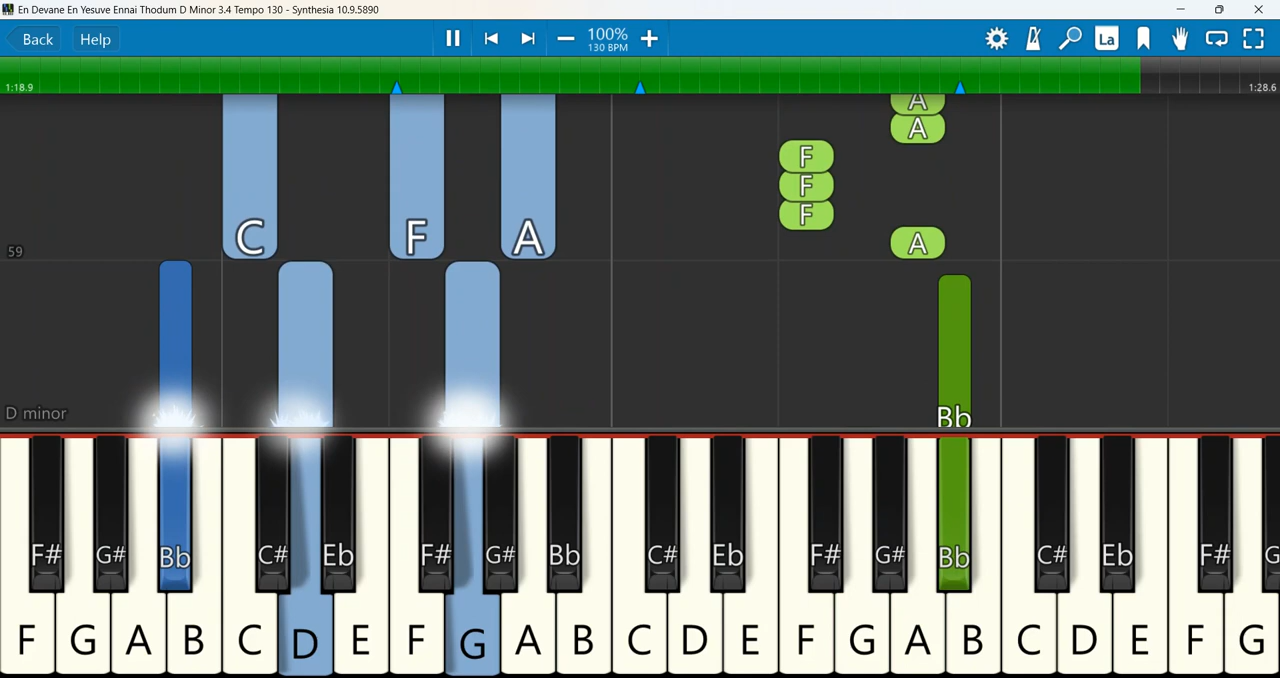 En Devane En Yesuve Ennai Thodum D Minor 3.4 Tempo 130 - Synthesia 10.9.5890
Back Help 100% La
130 BPM
1:18.9 1:28.6
A
A
F
F
F
C F A A
59
D minor Bb
F# G# Bb C# Eb F# G# Bb C# Eb F# G# Bb C# Eb F# G
F G A B C D E F G A B C D E F G A B C D E F G